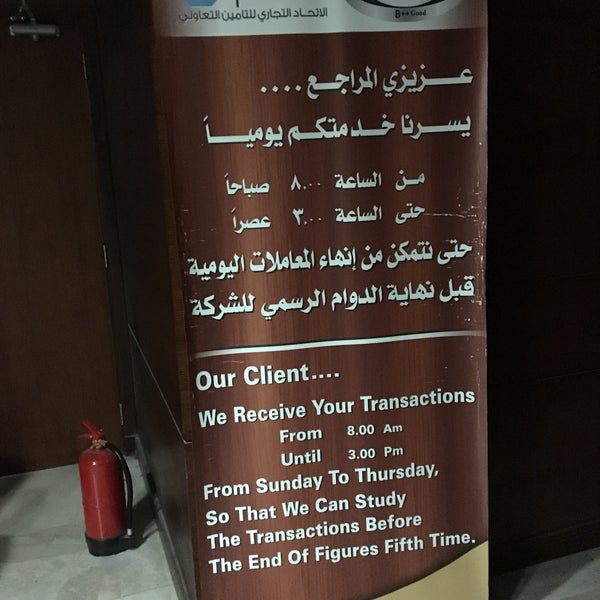 الاتحاد التجاري للتأمين التعاوني
B++ Good
عزيزي المراجع ....
يسرنا خدمتكم يومياً
من الساعة ٨.٠٠ صباحاً
حتى الساعة ٣.٠٠ عصراً
حتى نتمكن من إنهاء المعاملات اليومية
قبل نهاية الدوام الرسمي للشركة
Our Client....
We Receive Your Transactions
From 8.00 Am
Until 3.00 Pm
From Sunday To Thursday,
So That We Can Study
The Transactions Before
The End Of Figures Fifth Time.